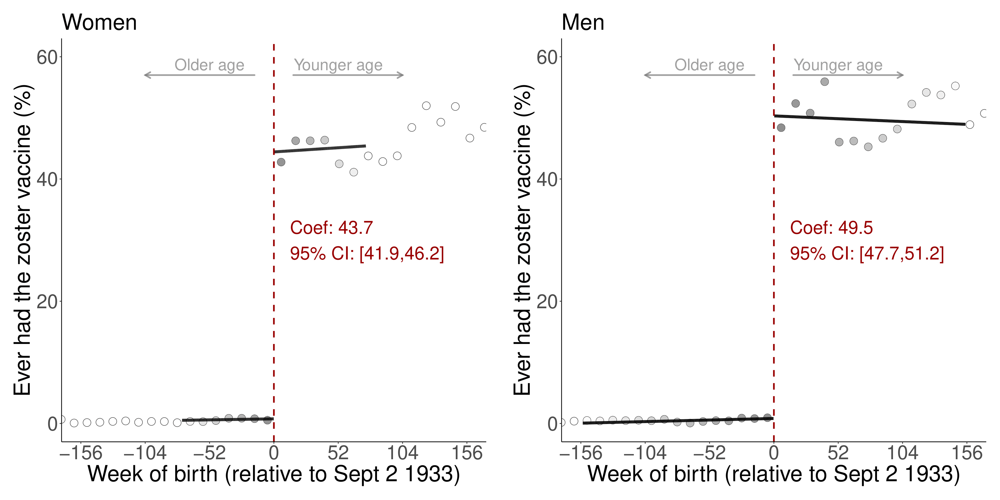 Women
Ever had the zoster vaccine (%)
60
40
20
0
Older age
Younger age
Coef: 43.7
95% CI: [41.9,46.2]
−156 −104 −52 0 52 104 156
Week of birth (relative to Sept 2 1933)
Men
Ever had the zoster vaccine (%)
60
40
20
0
Older age
Younger age
Coef: 49.5
95% CI: [47.7,51.2]
−156 −104 −52 0 52 104 156
Week of birth (relative to Sept 2 1933)